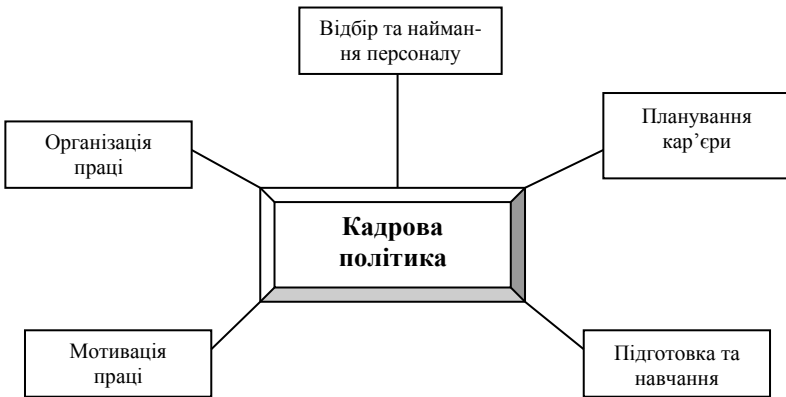 Відбір та найман-
ня персоналу
Організація
праці
Планування
кар’єри
Кадрова
політика
Мотивація
праці
Підготовка та
навчання